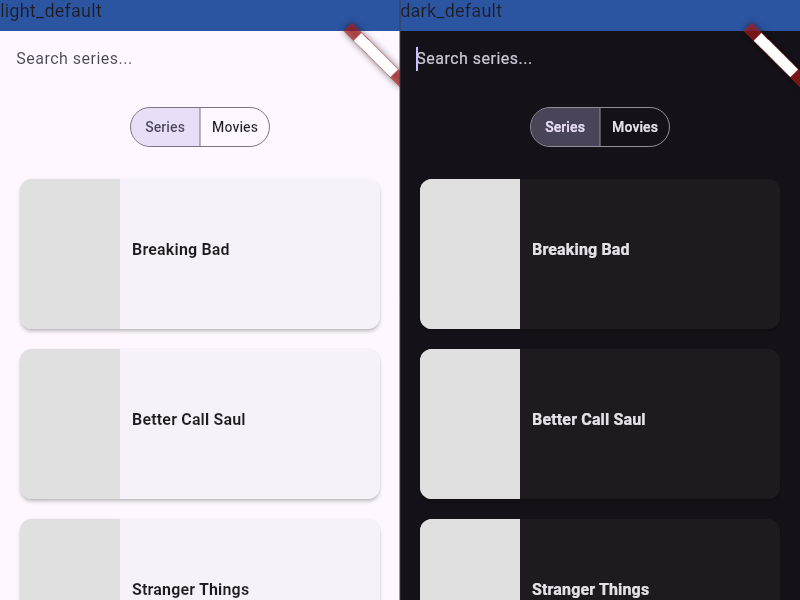 light_default
Search series...
Series
Movies
Breaking Bad
Better Call Saul
Stranger Things
dark_default
Search series...
Series
Movies
Breaking Bad
Better Call Saul
Stranger Things